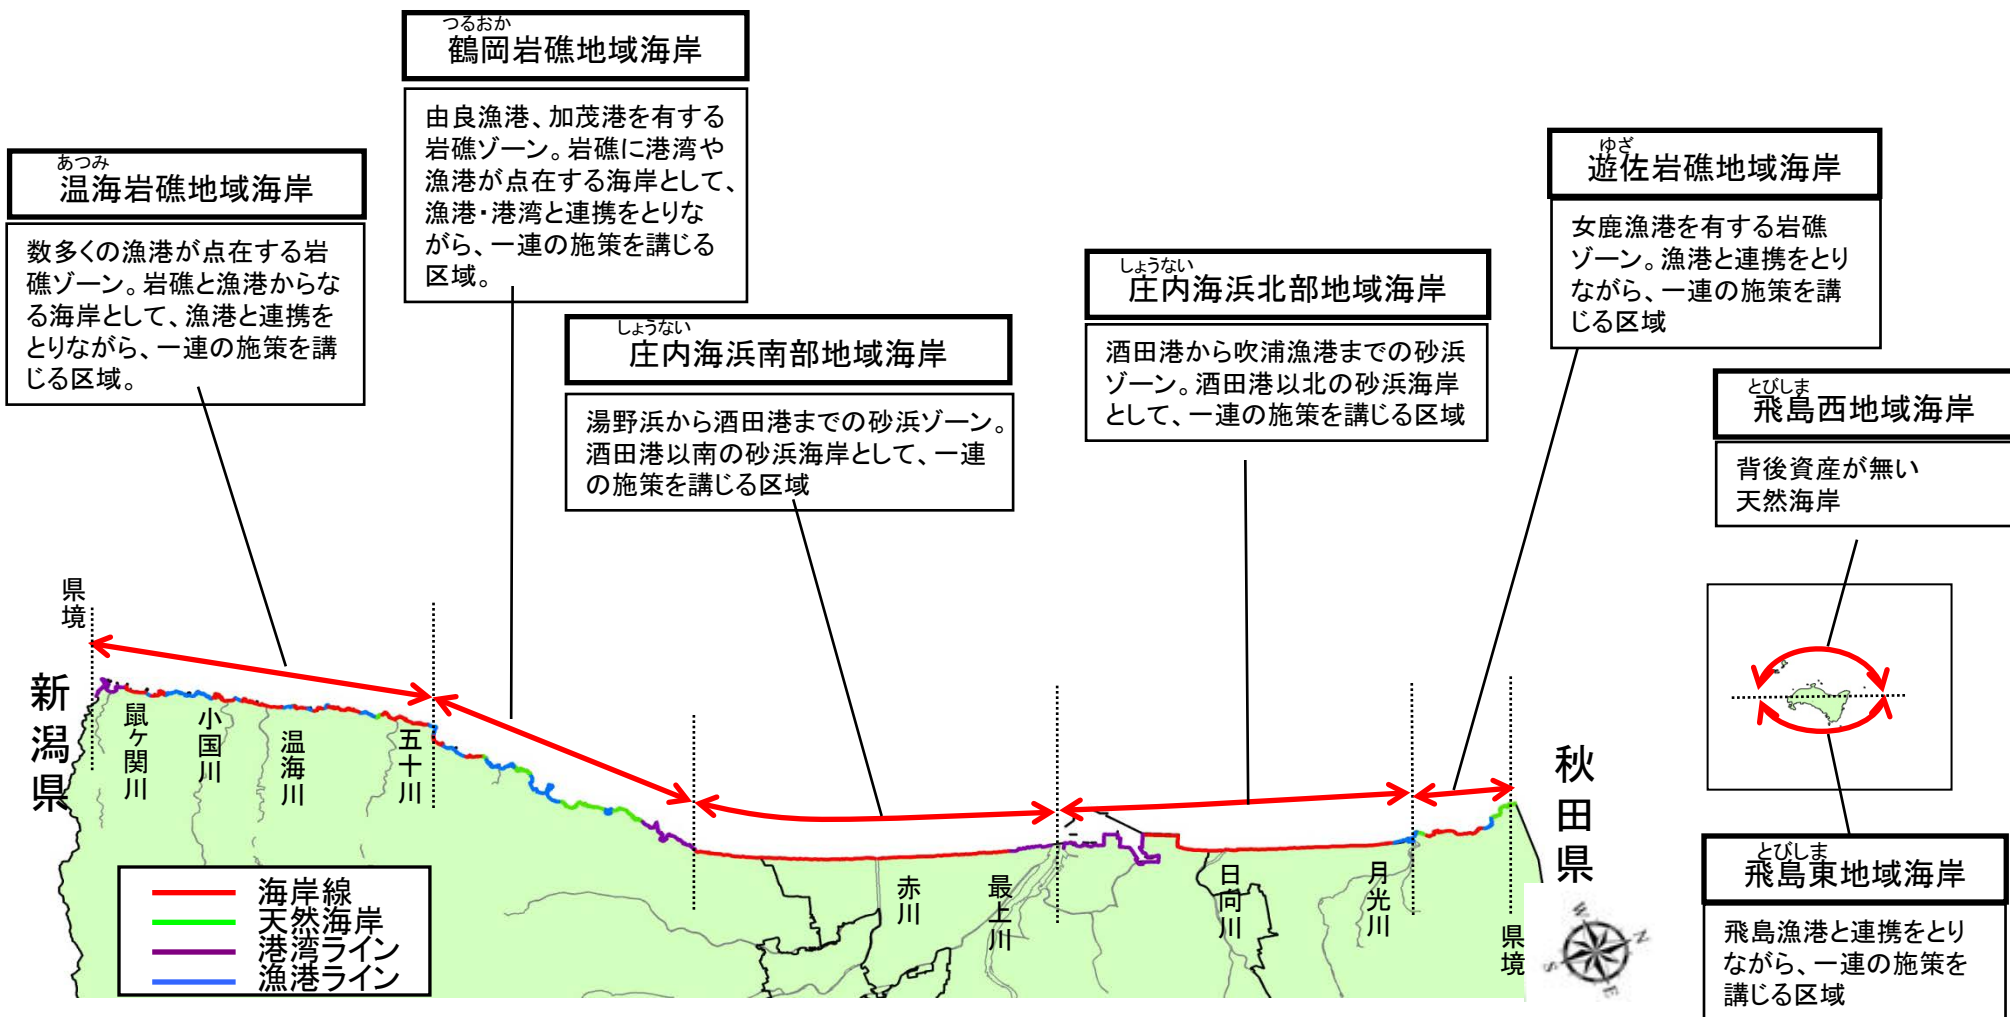 つるおか
鶴岡岩礁地域海岸
由良漁港、加茂港を有する
岩礁ゾーン。岩礁に港湾や
漁港が点在する海岸として、
漁港・港湾と連携をとりな
がら、一連の施策を講じる
区域。
あつみ
温海岩礁地域海岸
数多くの漁港が点在する岩
礁ゾーン。岩礁と漁港からな
る海岸として、漁港と連携を
とりながら、一連の施策を講
じる区域。
しょうない
庄内海浜南部地域海岸
湯野浜から酒田港までの砂浜ゾーン。
酒田港以南の砂浜海岸として、一連
の施策を講じる区域
しょうない
庄内海浜北部地域海岸
酒田港から吹浦漁港までの砂浜
ゾーン。酒田港以北の砂浜海岸
として、一連の施策を講じる区域
ゆざ
遊佐岩礁地域海岸
女鹿漁港を有する岩礁
ゾーン。漁港と連携をとり
ながら、一連の施策を講
じる区域
とびしま
飛島西地域海岸
背後資産が無い
天然海岸
県境
新潟県
鼠ヶ関川
小国川
温海川
五十川
赤川
最上川
日向川
月光川
県境
秋田県
海岸線
天然海岸
港湾ライン
漁港ライン
W
N
S
E
とびしま
飛島東地域海岸
飛島漁港と連携をとり
ながら、一連の施策を
講じる区域